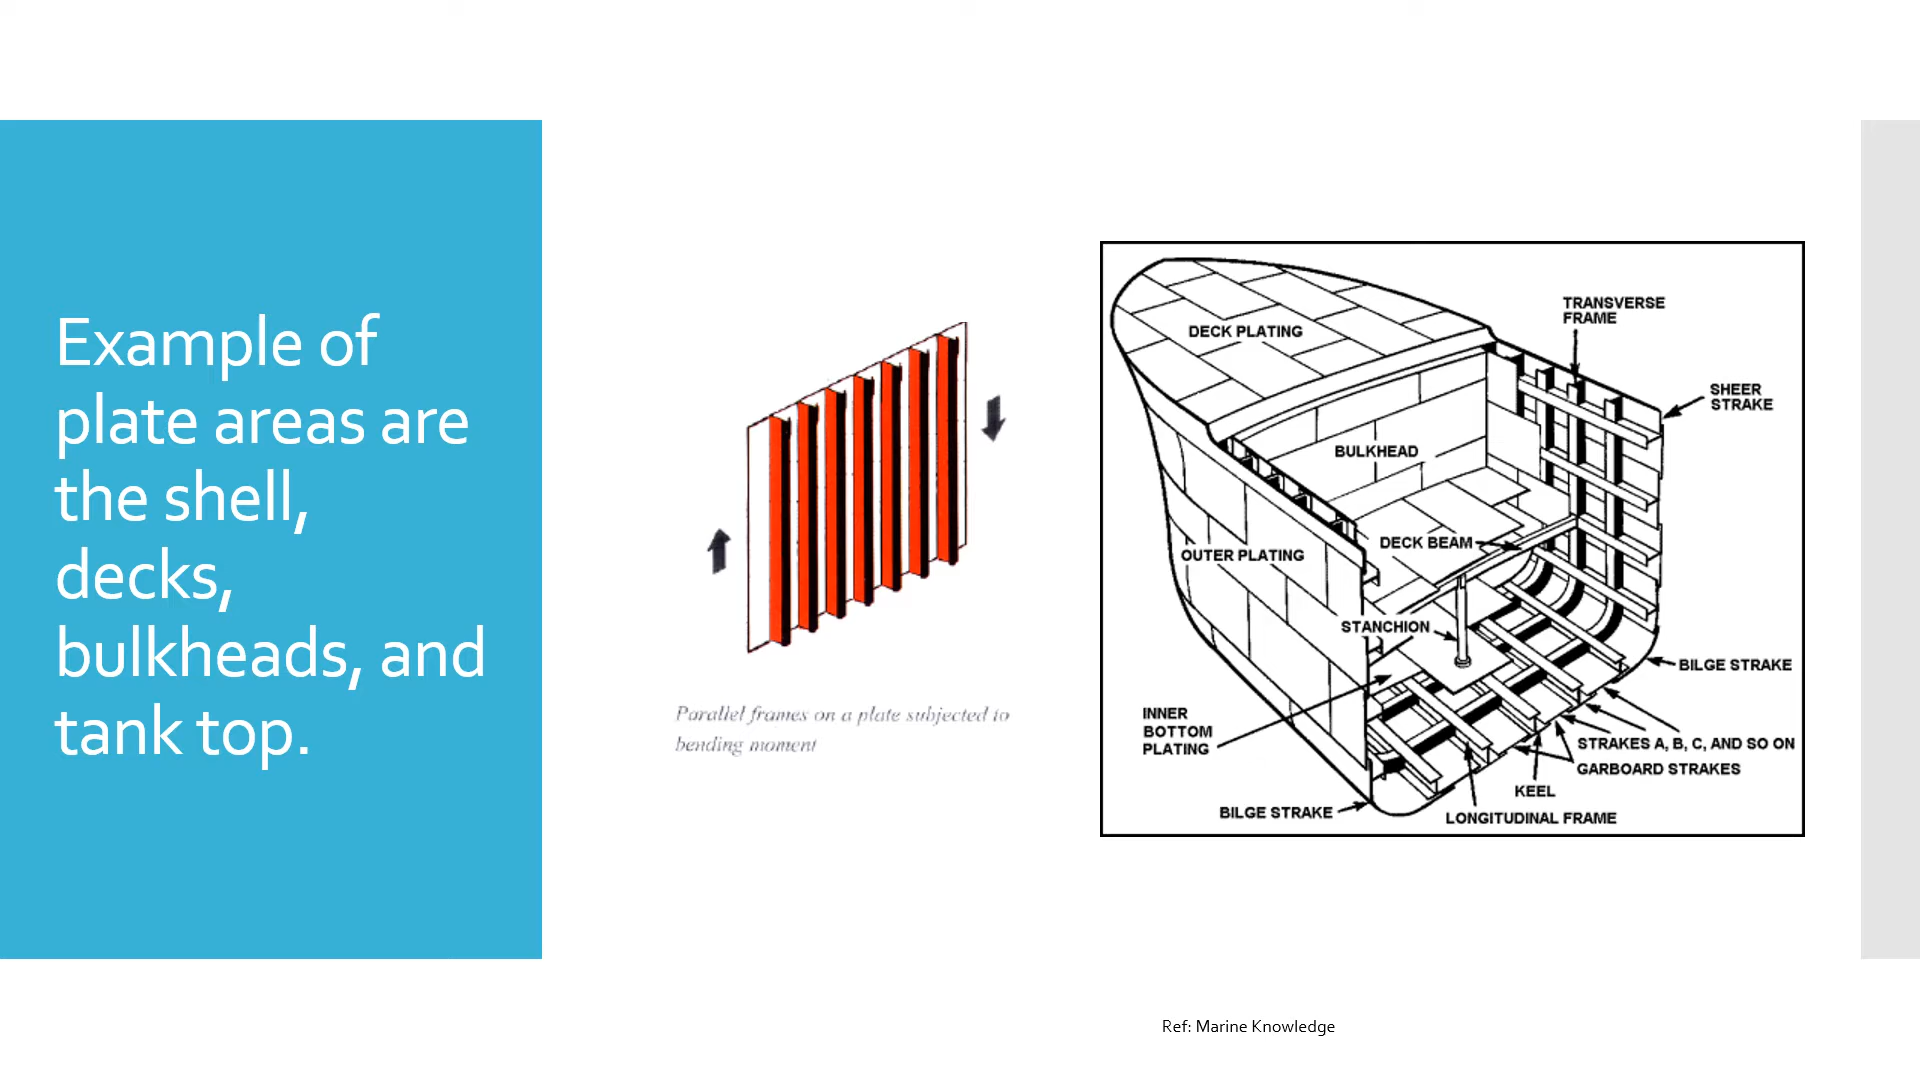 Example of
plate areas are
the shell,
decks,
bulkheads, and
tank top.
Parallel frames on a plate subjected to
bending moment
DECK PLATING
TRANSVERSE
FRAME
SHEER
STRAKE
BULKHEAD
DECK BEAM
OUTER PLATING
STANCHION
BILGE STRAKE
INNER
BOTTOM
PLATING
STRAKES A, B, C, AND SO ON
GARBOARD STRAKES
KEEL
BILGE STRAKE
LONGITUDINAL FRAME
Ref: Marine Knowledge